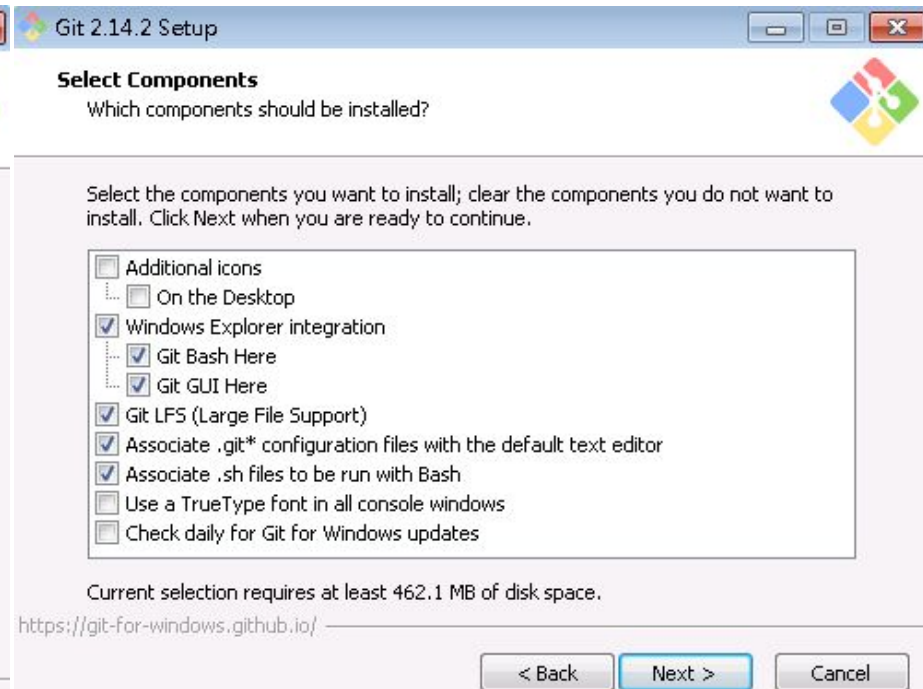 Git 2.14.2 Setup
Select Components
Which components should be installed?
Select the components you want to install; clear the components you do not want to
install. Click Next when you are ready to continue.
Additional icons
On the Desktop
Windows Explorer integration
Git Bash Here
Git GUI Here
Git LFS (Large File Support)
Associate .git* configuration files with the default text editor
Associate .sh files to be run with Bash
Use a TrueType font in all console windows
Check daily for Git for Windows updates
Current selection requires at least 462.1 MB of disk space.
https://git-for-windows.github.io/
< Back
Next >
Cancel